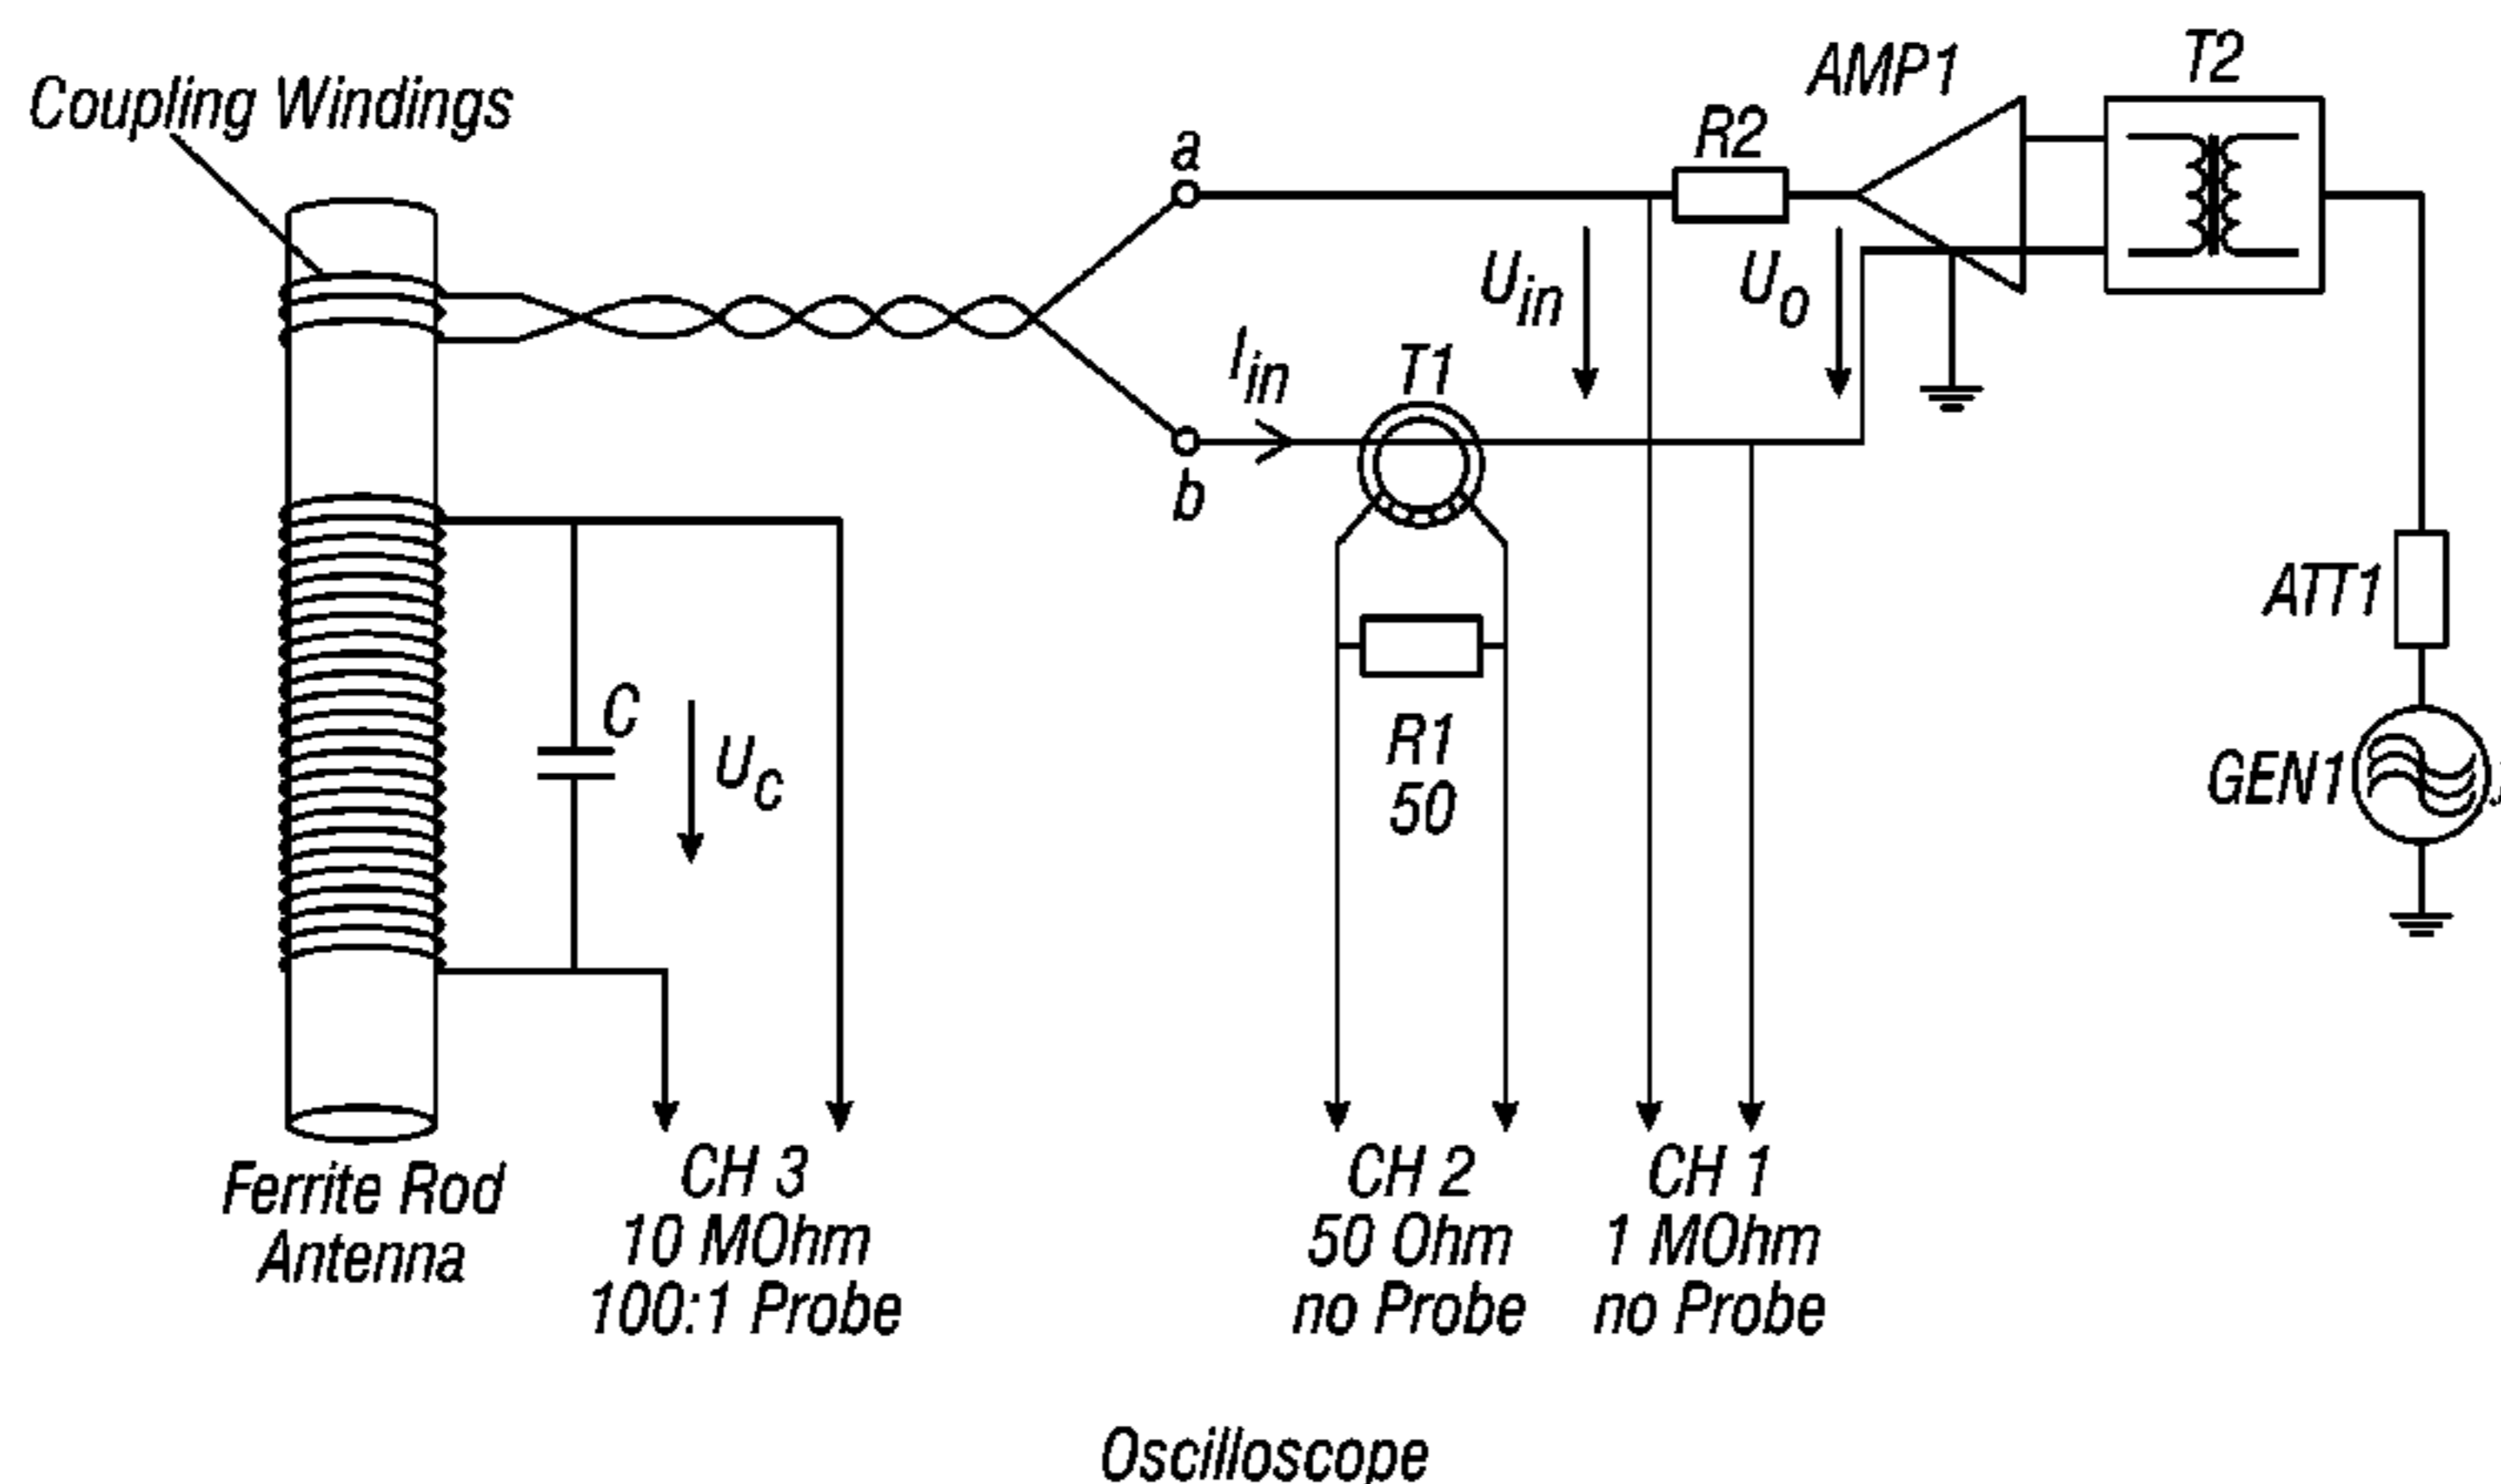 Coupling Windings
AMP1
T2
R2
a
Uin
Uo
Iin
T1
b
C
Uc
R1
50
ATT1
GEN1
Ferrite Rod
Antenna
CH 3
10 MOhm
100:1 Probe
CH 2
50 Ohm
no Probe
CH 1
1 MOhm
no Probe
Oscilloscope